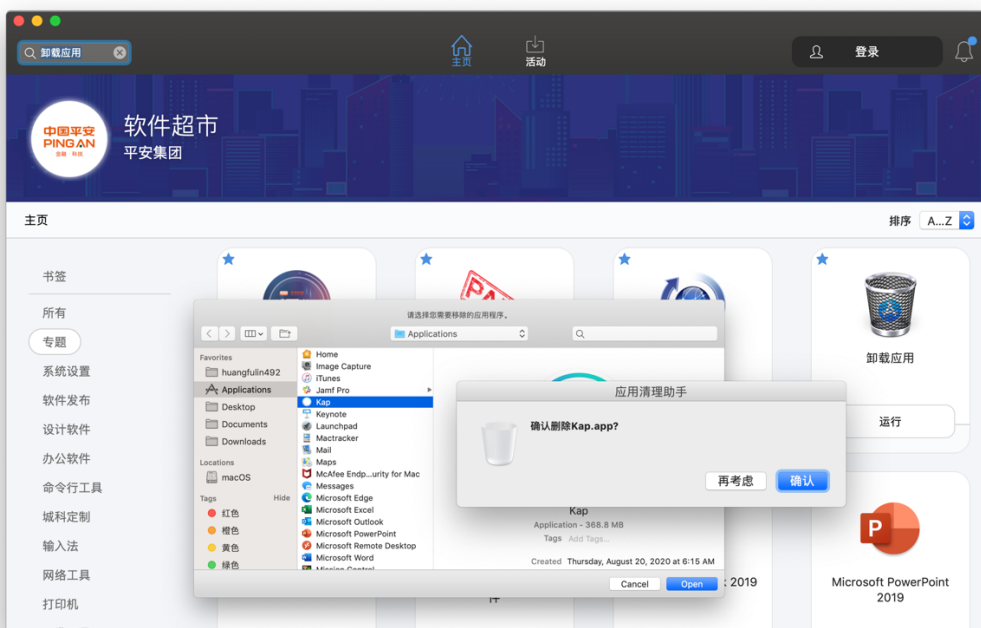 卸载应用
主页
活动
登录
中国平安
PINGAN
金融·科技
软件超市
平安集团
主页
排序
A...Z
书签
所有
专题
系统设置
软件发布
设计软件
办公软件
命令行工具
城科定制
输入法
网络工具
打印机
卸载应用
运行
请选择您需要移除的应用程序。
Applications
Favorites
huangfulin492
Applications
Desktop
Documents
Downloads
Locations
macOS
Tags
Hide
红色
橙色
黄色
绿色
Home
Image Capture
iTunes
Jamf Pro
Kap
Keynote
Launchpad
Mactracker
Mail
Maps
McAfee Endp...urity for Mac
Messages
Microsoft Edge
Microsoft Excel
Microsoft Outlook
Microsoft PowerPoint
Microsoft Remote Desktop
Microsoft Word
Mission Control
应用清理助手
确认删除Kap.app?
再考虑
确认
Kap
Application - 368.8 MB
Tags Add Tags...
Created Thursday, August 20, 2020 at 6:15 AM
Cancel
Open
2019
件
P
Microsoft PowerPoint
2019